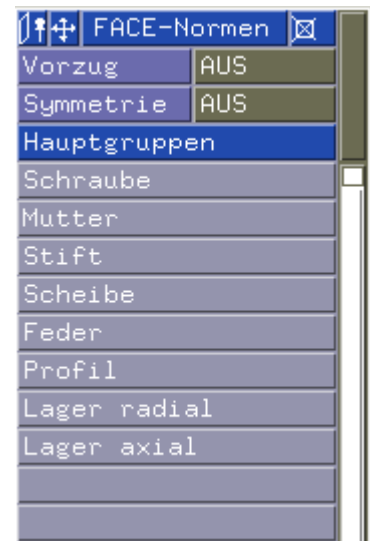 FACE-Normen
Vorzug AUS
Symmetrie AUS
Hauptgruppen
Schraube
Mutter
Stift
Scheibe
Feder
Profil
Lager radial
Lager axial